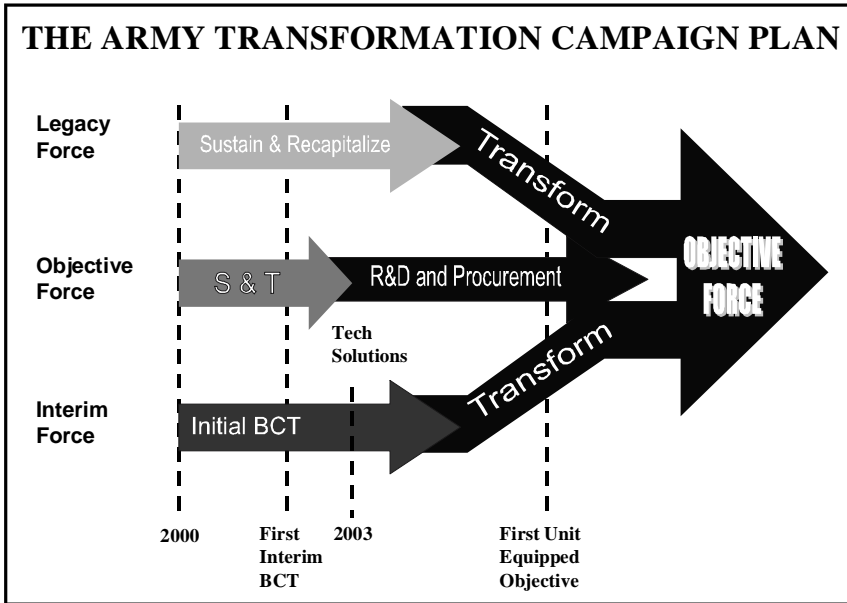 THE ARMY TRANSFORMATION CAMPAIGN PLAN
Legacy
Force
Sustain & Recapitalize
Transform
Objective
Force
S & T
R&D and Procurement
OBJECTIVE
FORCE
Tech
Solutions
Interim
Force
Initial BCT
Transform
2000
First
Interim
BCT
2003
First Unit
Equipped
Objective